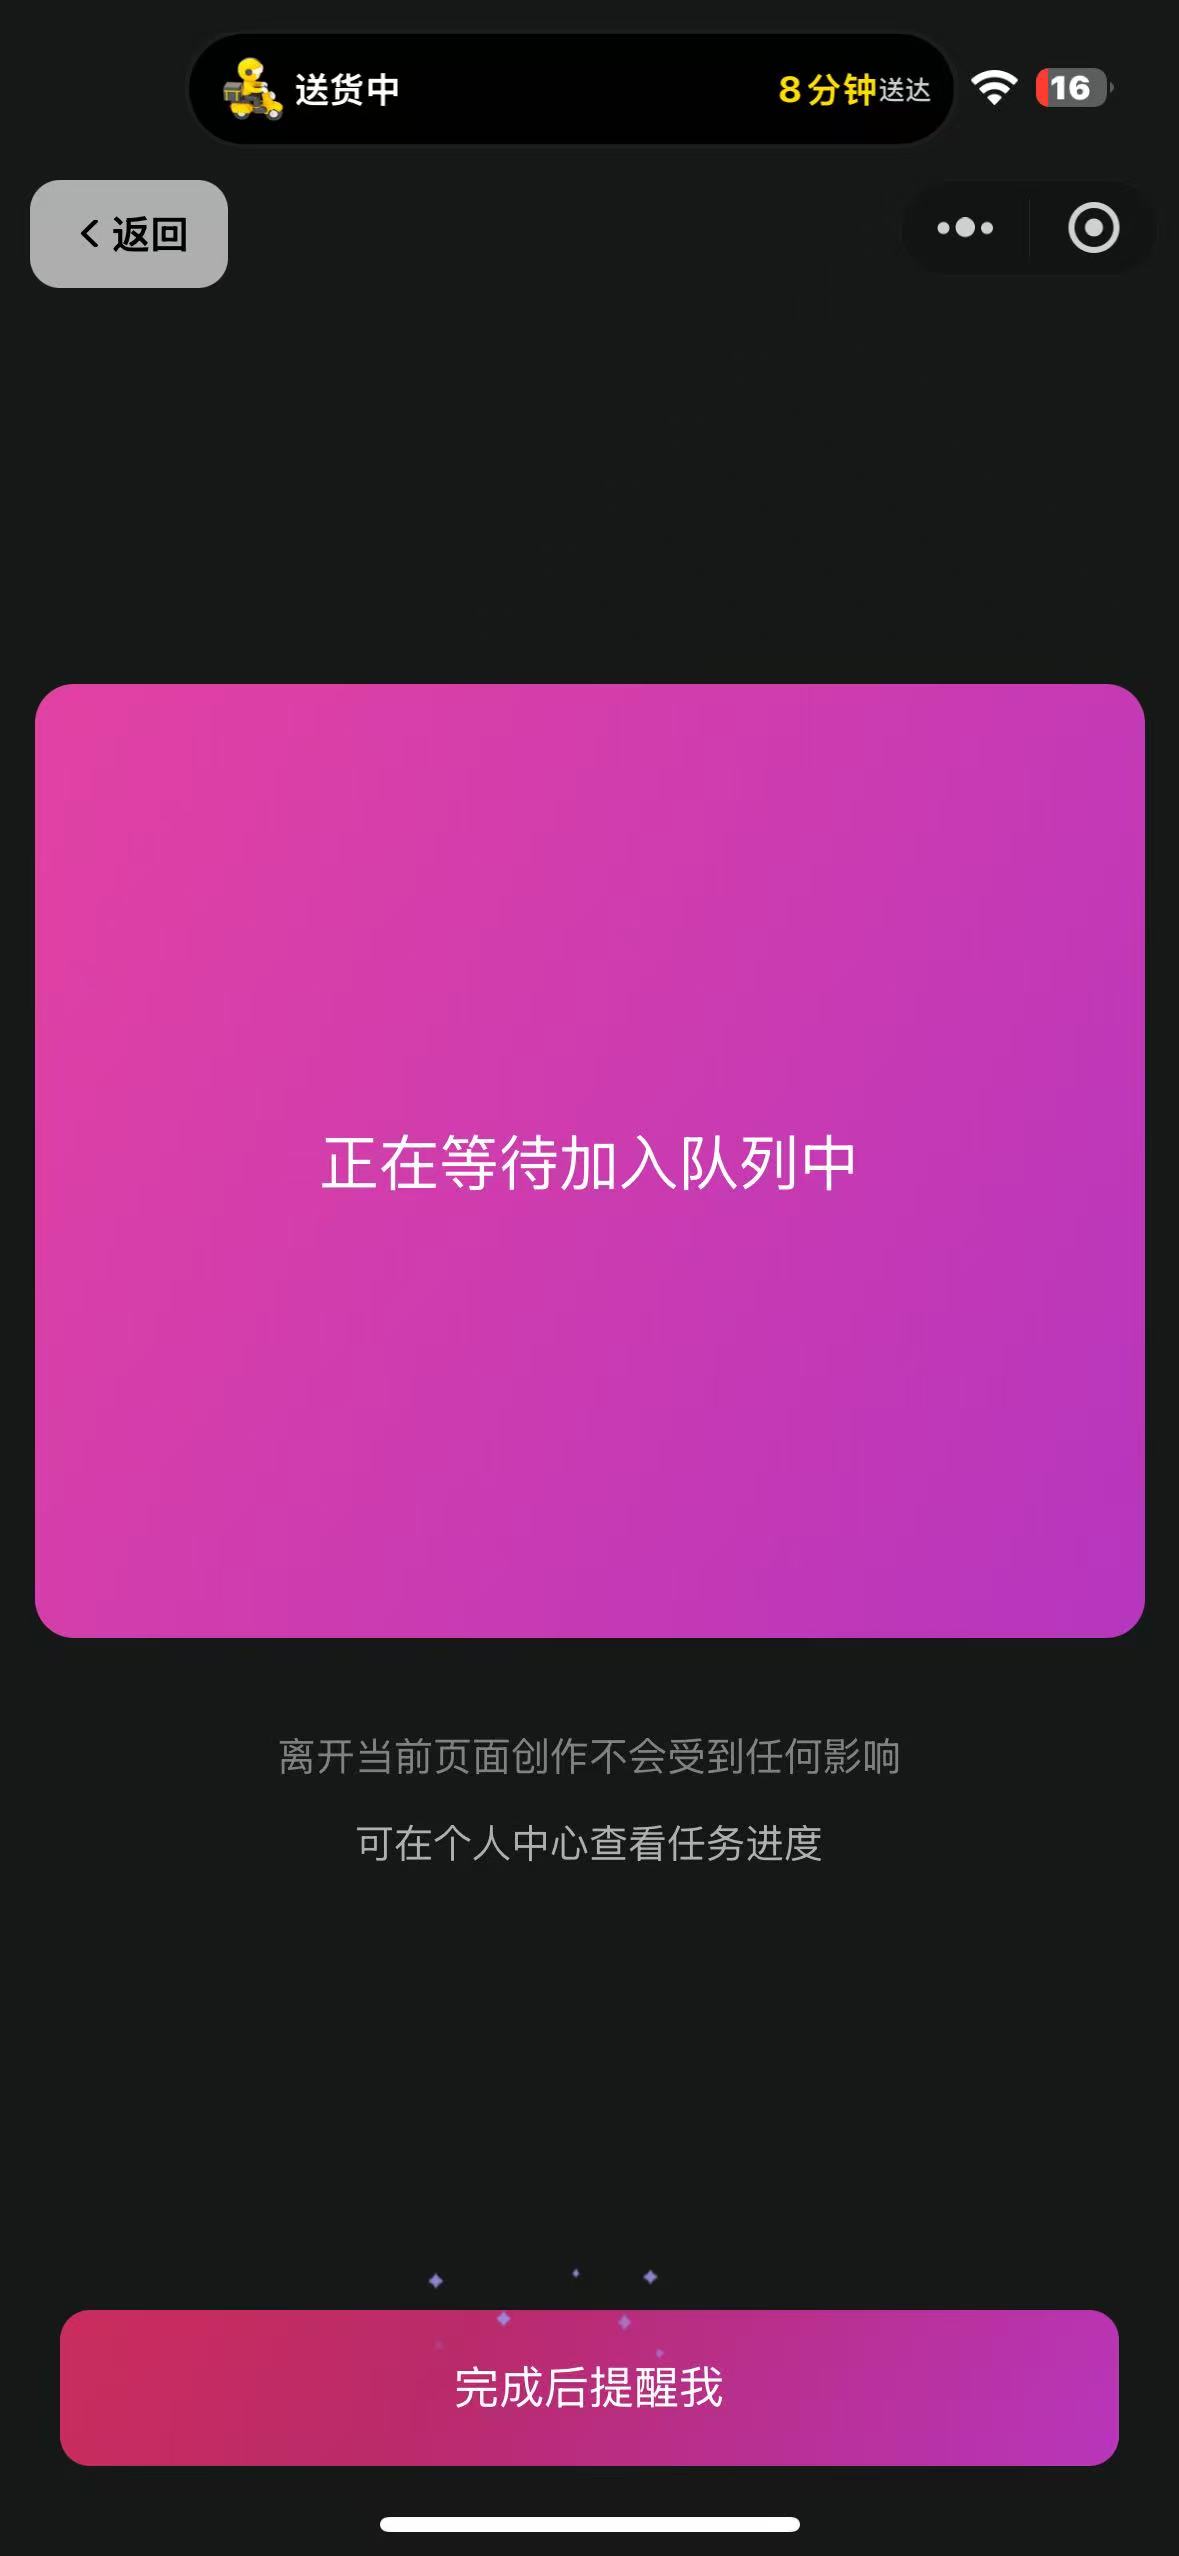 送货中 8分钟送达 16
返回
正在等待加入队列中
离开当前页面创作不会受到任何影响
可在个人中心查看任务进度
完成后提醒我